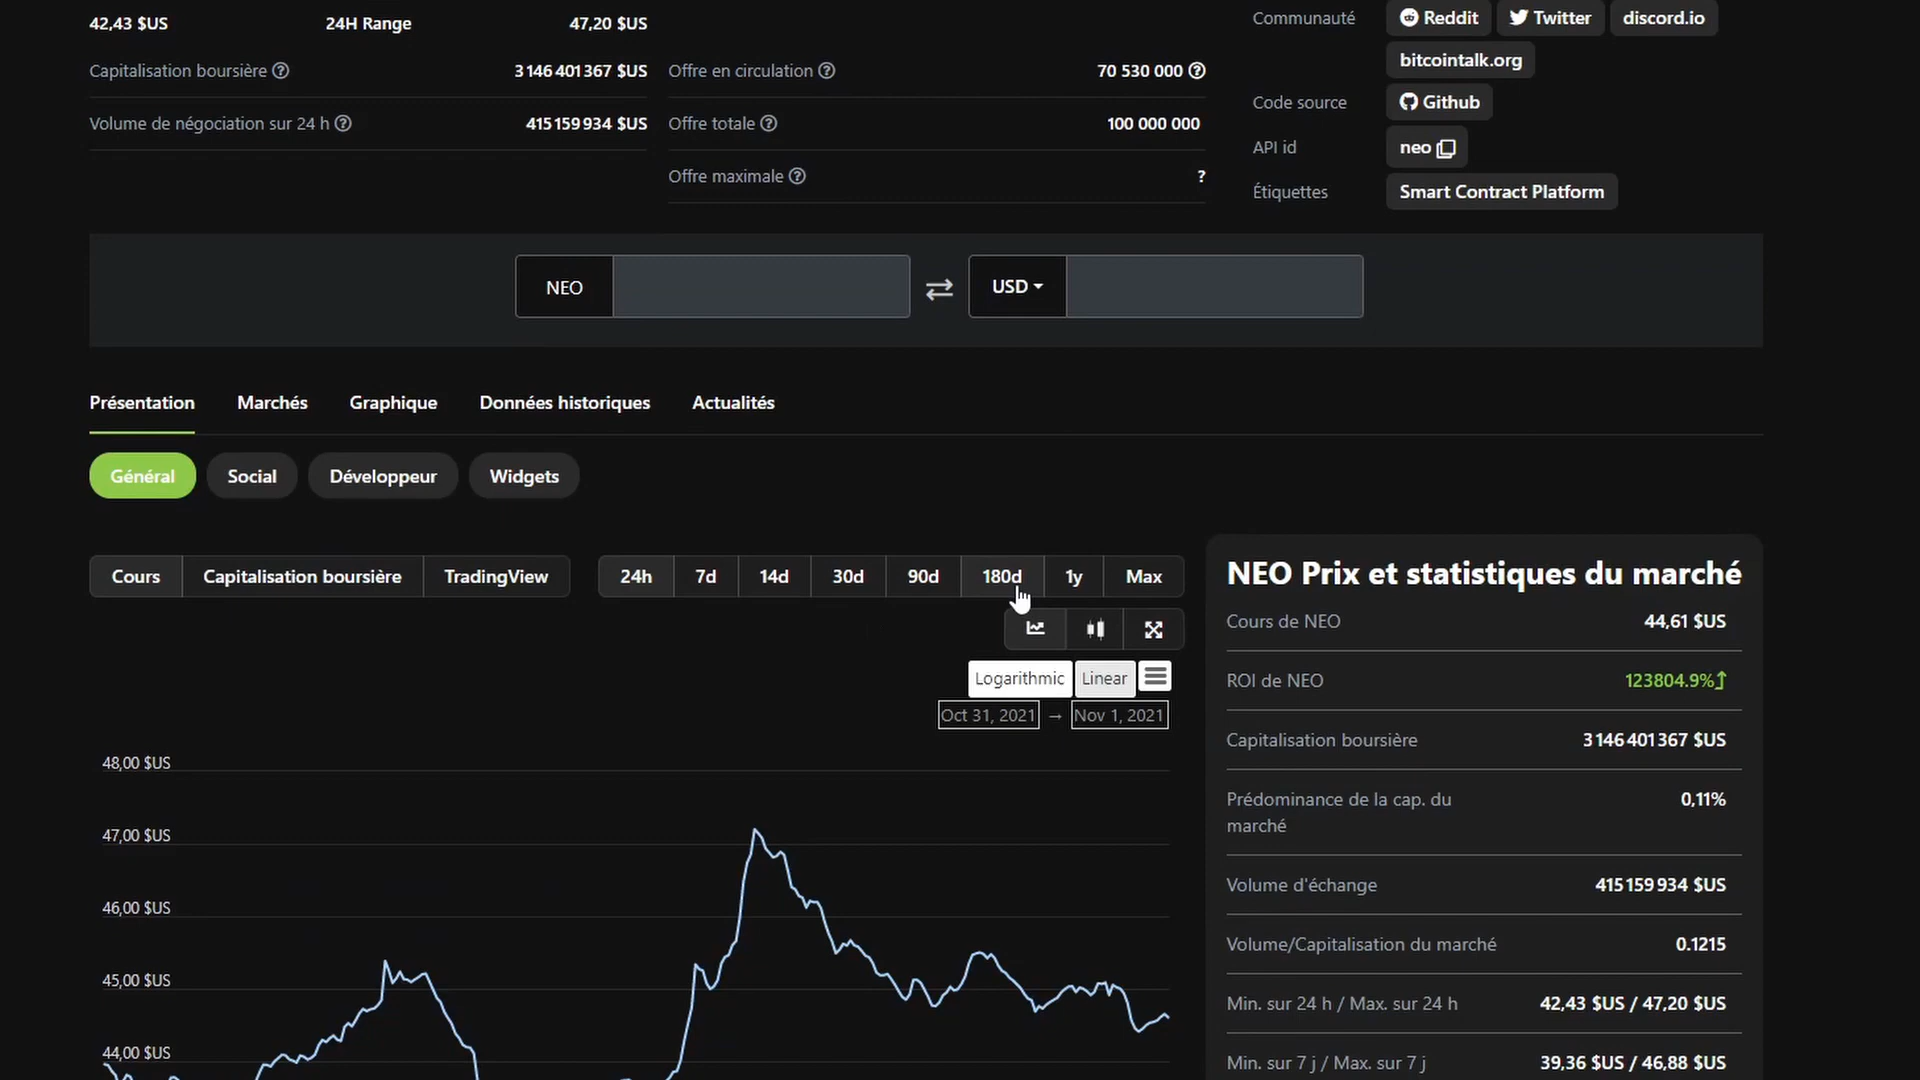 42,43 $US 24H Range 47,20 $US
Capitalisation boursière 3 146 401 367 $US
Volume de négociation sur 24 h 415 159 934 $US
Offre en circulation 70 530 000
Offre totale 100 000 000
Offre maximale ?
Communauté Reddit Twitter discord.io
bitcointalk.org
Code source Github
API id neo
Étiquettes Smart Contract Platform
NEO USD
Présentation Marchés Graphique Données historiques Actualités
Général Social Développeur Widgets
Cours Capitalisation boursière TradingView 24h 7d 14d 30d 90d 180d 1y Max
Logarithmic Linear
Oct 31, 2021 → Nov 1, 2021
48,00 $US
47,00 $US
46,00 $US
45,00 $US
44,00 $US
NEO Prix et statistiques du marché
Cours de NEO 44,61 $US
ROI de NEO 123804.9%
Capitalisation boursière 3 146 401 367 $US
Prédominance de la cap. du 0,11%
marché
Volume d'échange 415 159 934 $US
Volume/Capitalisation du marché 0.1215
Min. sur 24 h / Max. sur 24 h 42,43 $US / 47,20 $US
Min. sur 7 j / Max. sur 7 j 39,36 $US / 46,88 $US